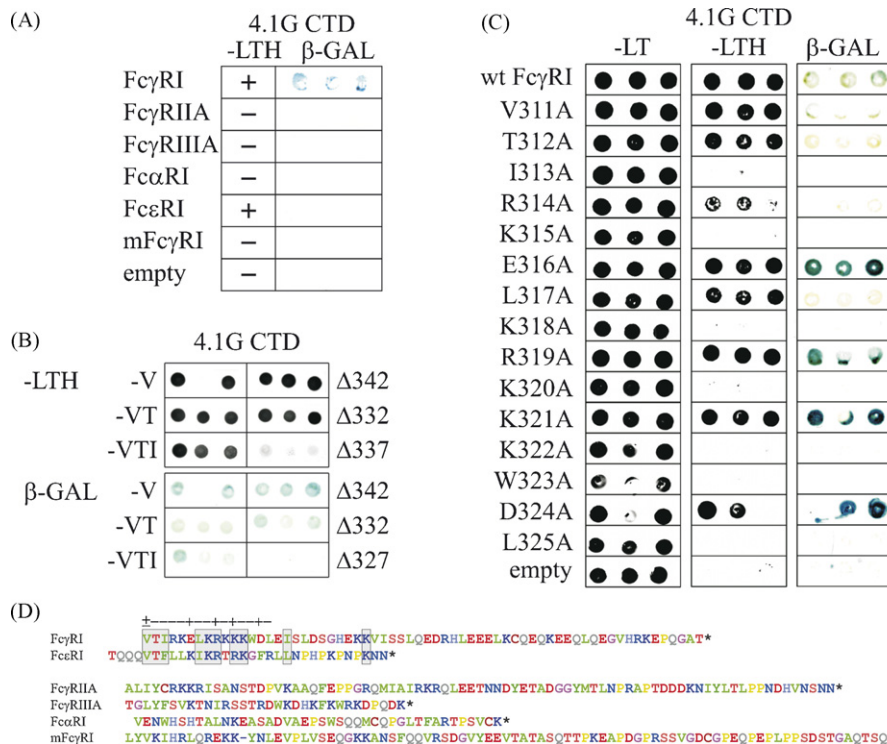 (A)
4.1G CTD
-LTH β-GAL
FcγRI +
FcγRIIA −
FcγRIIIA −
FcαRI −
FcεRI +
mFcγRI −
empty −
(B)
4.1G CTD
-LTH -V Δ342
-VT Δ332
-VTI Δ337
β-GAL -V Δ342
-VT Δ332
-VTI Δ327
(C)
4.1G CTD
-LT -LTH β-GAL
wt FcγRI
V311A
T312A
I313A
R314A
K315A
E316A
L317A
K318A
R319A
K320A
K321A
K322A
W323A
D324A
L325A
empty
(D)
FcγRI VTIRKELKRKKKWDLEISLDSGHEKKVISSLQEDRHLEEELKCQEQKEEQLQEGVHRKEPQGAT*
FcεRI TQQQVTFLLKIKRTRKGFRLLNPHPKPNPKNN*
FcγRIIA ALIYCRKKRISANSTDPVKAAQFEPPGRQMIAIRKRQLEETNNDYETADGGYMTLNPRAPTDDDKNIYLTLPPNDHVNSNN*
FcγRIIIA TGLYFSVKTNIRSSTRDWKDHKFKWRKDPQDK*
FcαRI VENWHSHTALNKEASADVAEPSWSQQMCQPGLTFARTPSVCK*
mFcγRI LYVKIHRLQREKK-YNLEVPLVSEQGKKANSFQQVRSDGVYEEVTATASQTTPKEAPDGPRSSVGDCGPEQPEPLPPSDSTGAQTSQ